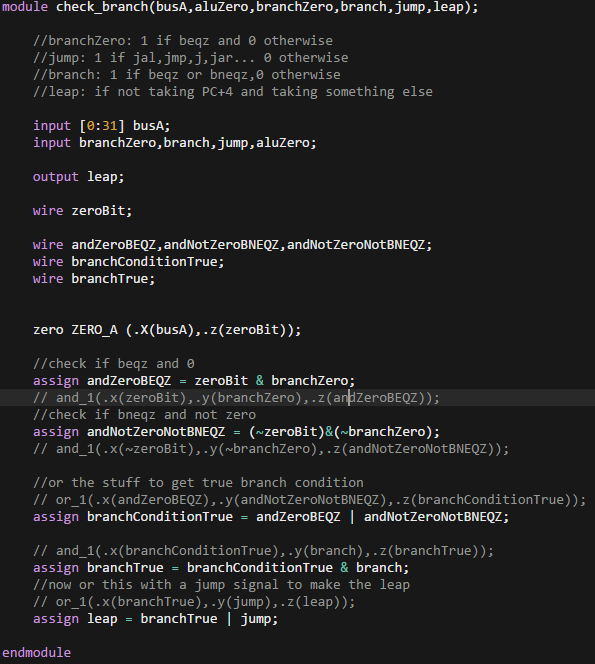 module check_branch(busA,aluZero,branchZero,branch,jump,leap);
//branchZero: 1 if beqz and 0 otherwise
//jump: 1 if jal,jmp,j,jar... 0 otherwise
//branch: 1 if beqz or bneqz,0 otherwise
//leap: if not taking PC+4 and taking something else
input [0:31] busA;
input branchZero,branch,jump,aluZero;
output leap;
wire zeroBit;
wire andZeroBEQZ,andNotZeroBNEQZ,andNotZeroNotBNEQZ;
wire branchConditionTrue;
wire branchTrue;
zero ZERO_A (.X(busA),.z(zeroBit));
//check if beqz and 0
assign andZeroBEQZ = zeroBit & branchZero;
// and_1(.x(zeroBit),.y(branchZero),.z(andZeroBEQZ));
//check if bneqz and not zero
assign andNotZeroNotBNEQZ = (~zeroBit)&(~branchZero);
// and_1(.x(~zeroBit),.y(~branchZero),.z(andNotZeroNotBNEQZ));
//or the stuff to get true branch condition
// or_1(.x(andZeroBEQZ),.y(andNotZeroNotBNEQZ),.z(branchConditionTrue));
assign branchConditionTrue = andZeroBEQZ | andNotZeroNotBNEQZ;
// and_1(.x(branchConditionTrue),.y(branch),.z(branchTrue));
assign branchTrue = branchConditionTrue & branch;
//now or this with a jump signal to make the leap
// or_1(.x(branchTrue),.y(jump),.z(leap));
assign leap = branchTrue | jump;
endmodule